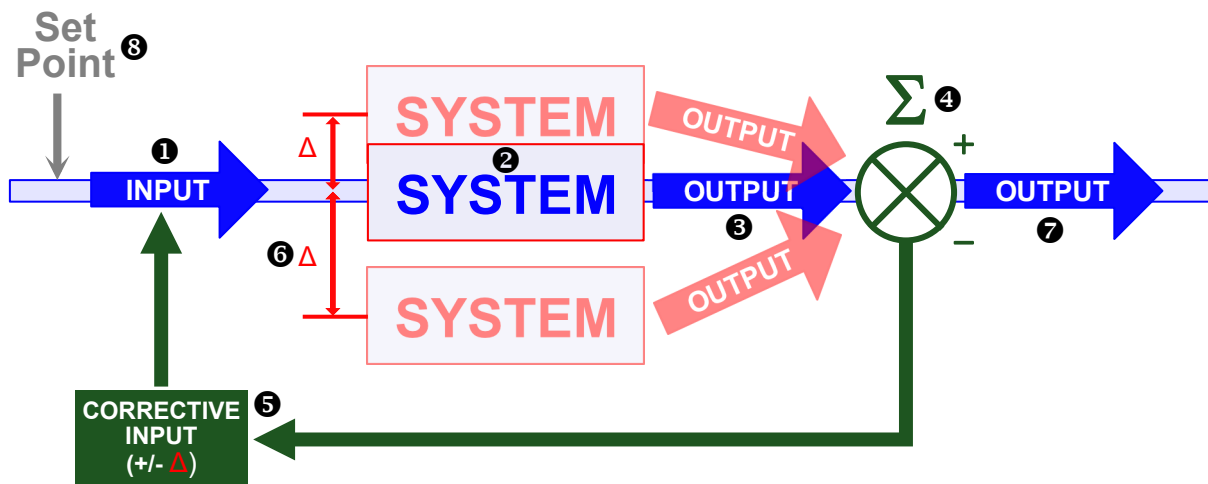 Set
Point ❽
❶
INPUT
Δ
❻ Δ
SYSTEM
❷
SYSTEM
SYSTEM
OUTPUT
OUTPUT
❸
OUTPUT
Σ ❹
+
−
OUTPUT
❼
CORRECTIVE
INPUT
(+/- Δ)
❺